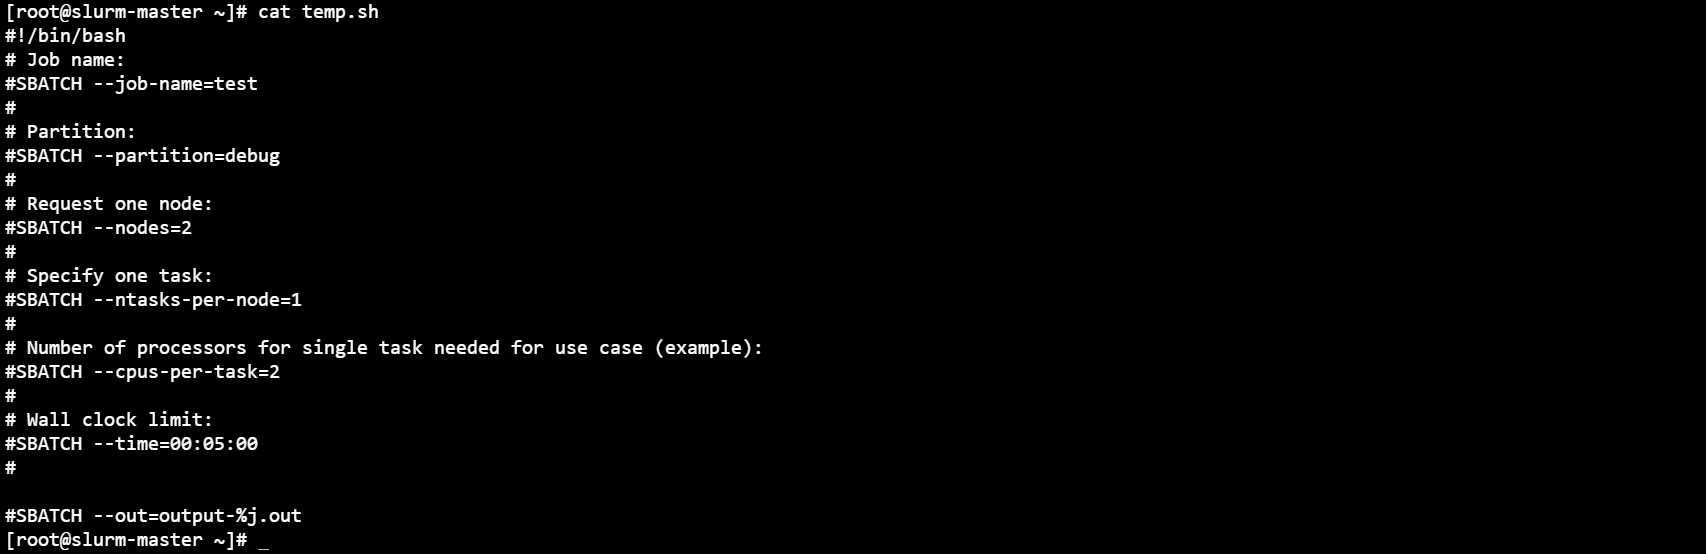 [root@slurm-master ~]# cat temp.sh
#!/bin/bash
# Job name:
#SBATCH --job-name=test
#
# Partition:
#SBATCH --partition=debug
#
# Request one node:
#SBATCH --nodes=2
#
# Specify one task:
#SBATCH --ntasks-per-node=1
#
# Number of processors for single task needed for use case (example):
#SBATCH --cpus-per-task=2
#
# Wall clock limit:
#SBATCH --time=00:05:00
#

#SBATCH --out=output-%j.out
[root@slurm-master ~]# _